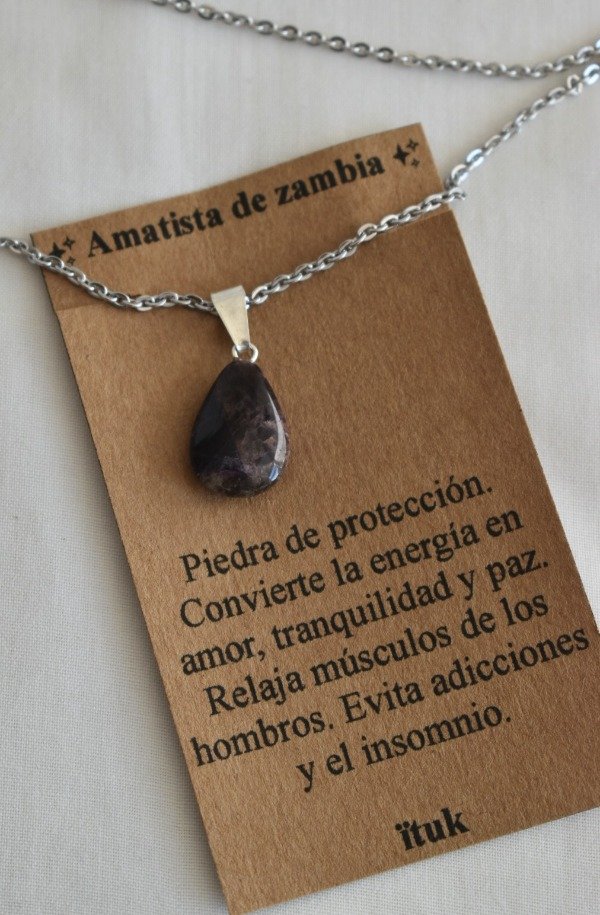 Amatista de zambia
Piedra de protección.
Convierte la energía en
amor, tranquilidad y paz.
Relaja músculos de los
hombros. Evita adicciones
y el insomnio.
ïtuk